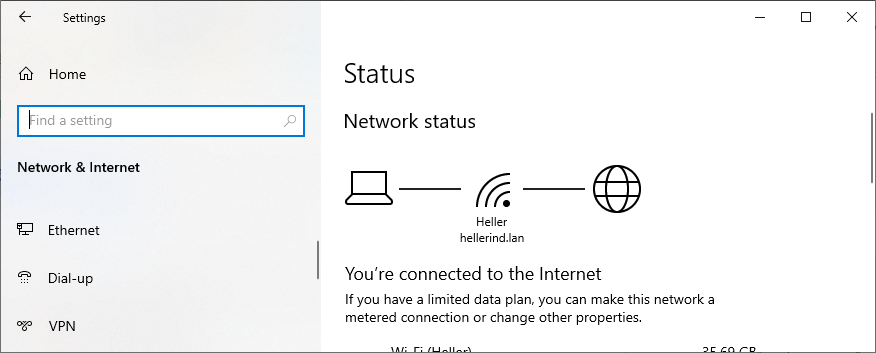 Settings
Home
Find a setting
Network & Internet
Ethernet
Dial-up
VPN
Status
Network status
Heller
hellerind.lan
You're connected to the Internet
If you have a limited data plan, you can make this network a
metered connection or change other properties.
Wi-Fi (Heller)
35.69 GB